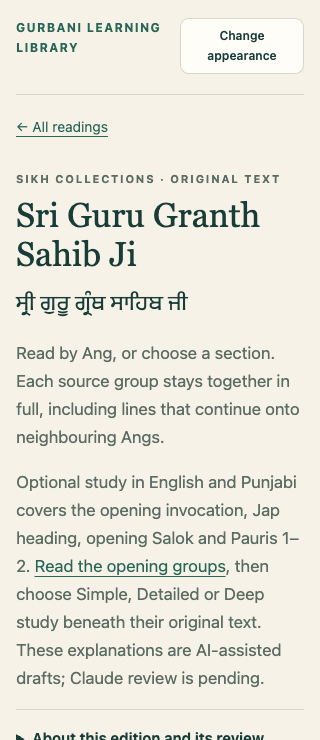 GURBANI LEARNING
LIBRARY
Change
appearance
← All readings
SIKH COLLECTIONS · ORIGINAL TEXT
Sri Guru Granth
Sahib Ji
ਸ੍ਰੀ ਗੁਰੂ ਗ੍ਰੰਥ ਸਾਹਿਬ ਜੀ
Read by Ang, or choose a section.
Each source group stays together in
full, including lines that continue onto
neighbouring Angs.
Optional study in English and Punjabi
covers the opening invocation, Jap
heading, opening Salok and Pauris 1–
2. Read the opening groups, then
choose Simple, Detailed or Deep
study beneath their original text.
These explanations are AI-assisted
drafts; Claude review is pending.
▶ About this edition and its review